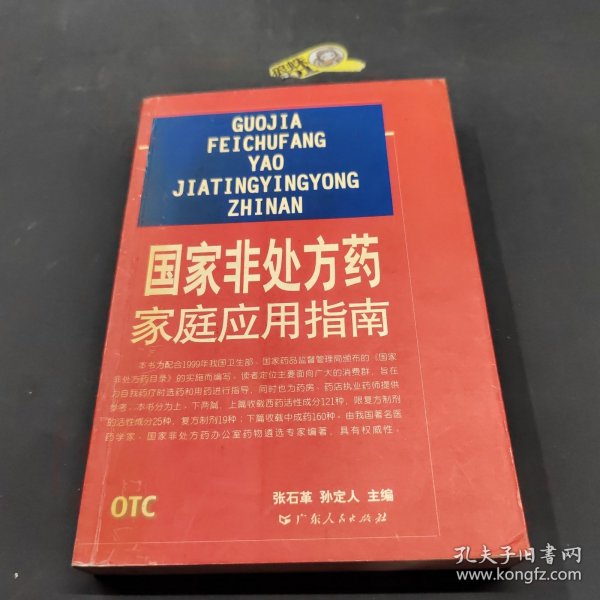 GUOJIA
FEICHUFANG
YAO
JIATINGYINGYONG
ZHINAN
国家非处方药
家庭应用指南
本书为配合1999年我国卫生部、国家药品监督管理局颁布的《国家
非处方药目录》的实施而编写。读者定位主要面向广大的消费群，旨在
为自我药疗时选药和用药进行指导，同时也为药房、药店执业药师提供
参考。本书分为上、下两篇，上篇收载西药活性成分121种，限复方制剂
的活性成分25种，复方制剂19种；下篇收载中成药160种。由我国著名医
药学家、国家非处方药办公室药物遴选专家编著，具有权威性。
OTC
张石革 孙定人 主编
广东人民出版社
孔夫子旧书网
www.kongfz.com